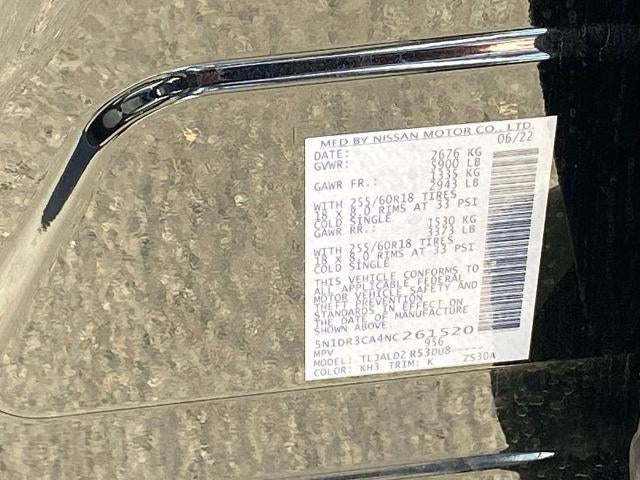 MFD BY NISSAN MOTOR CO., LTD.
DATE: 06/22
GVWR: 2676 KG
5900 LB
GAWR FR.: 1335 KG
2943 LB
WITH 255/60R18 TIRES
18 X 8.0 RIMS AT 33 PSI
COLD SINGLE
GAWR RR.: 1530 KG
3373 LB
WITH 255/60R18 TIRES
18 X 8.0 RIMS AT 33 PSI
COLD SINGLE
THIS VEHICLE CONFORMS TO
ALL APPLICABLE FEDERAL
MOTOR VEHICLE SAFETY AND
THEFT PREVENTION
STANDARDS IN EFFECT ON
THE DATE OF MANUFACTURE
SHOWN ABOVE.
5N1DR3CA4NC261520
MPV 956
MODEL: TLJALD2 R53DU8------
COLOR: KH3 TRIM: K ZS30A